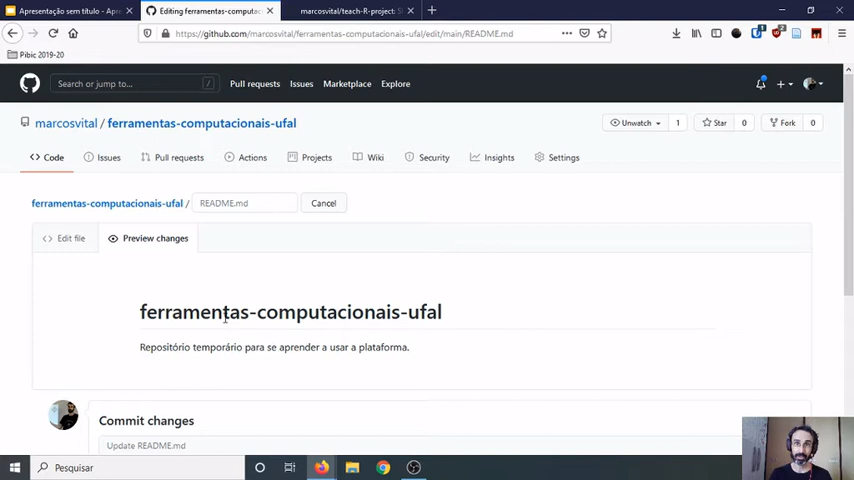 Apresentação sem título - Apres
Editing ferramentas-computac
marcosvital/teach-R-project: S
https://github.com/marcosvital/ferramentas-computacionais-ufal/edit/main/README.md
Pibic 2019-20
Search or jump to...
/
Pull requests
Issues
Marketplace
Explore
marcosvital / ferramentas-computacionais-ufal
Unwatch 1
Star 0
Fork 0
Code
Issues
Pull requests
Actions
Projects
Wiki
Security
Insights
Settings
ferramentas-computacionais-ufal / README.md Cancel
Edit file
Preview changes
ferramentas-computacionais-ufal
Repositório temporário para se aprender a usar a plataforma.
Commit changes
Update README.md
Pesquisar